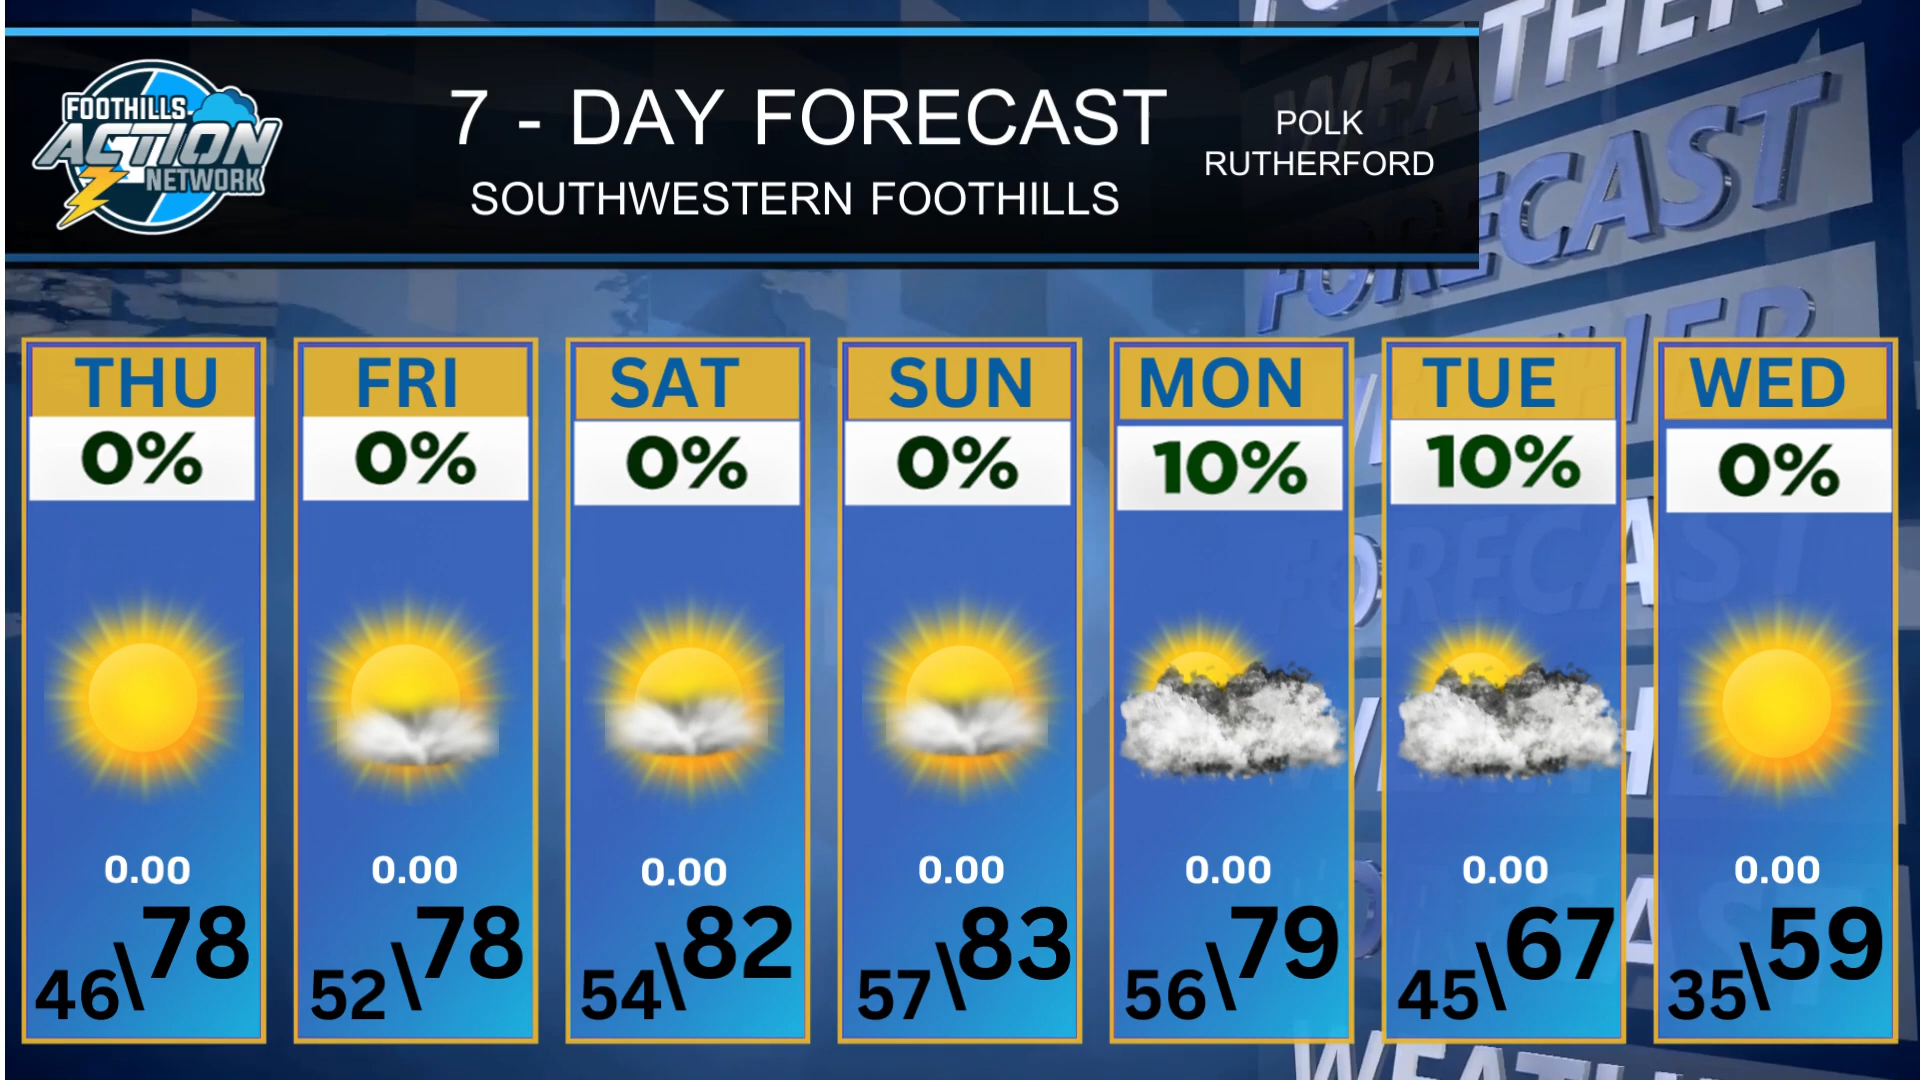 FOOTHILLS
ACTION
NETWORK
7 - DAY FORECAST
SOUTHWESTERN FOOTHILLS
POLK
RUTHERFORD
WEATHER
FORECAST
THU
FRI
SAT
SUN
MON
TUE
WED
0%
0%
0%
0%
10%
10%
0%
0.00
0.00
0.00
0.00
0.00
0.00
0.00
46\78
52\78
54\82
57\83
56\79
45\67
35\59